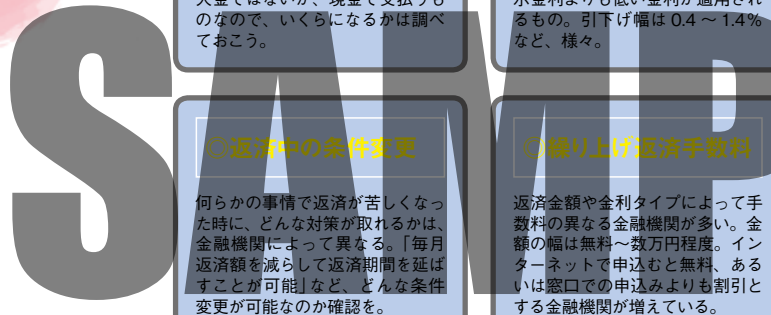 大金ではないが、現金で支払うも
のなので、いくらになるかは調べ
ておこう。
示金利よりも低い金利が適用され
るもの。引下げ幅は 0.4 ~ 1.4%
など、様々。
◎返済中の条件変更
何らかの事情で返済が苦しくなっ
た時に、どんな対策が取れるかは、
金融機関によって異なる。「毎月
返済額を減らして返済期間を延ば
すことが可能」など、どんな条件
変更が可能なのか確認を。
◎繰り上げ返済手数料
返済金額や金利タイプによって手
数料の異なる金融機関が多い。金
額の幅は無料～数万円程度。イン
ターネットで申込むと無料、ある
いは窓口での申込みよりも割引と
する金融機関が増えている。
SAMP